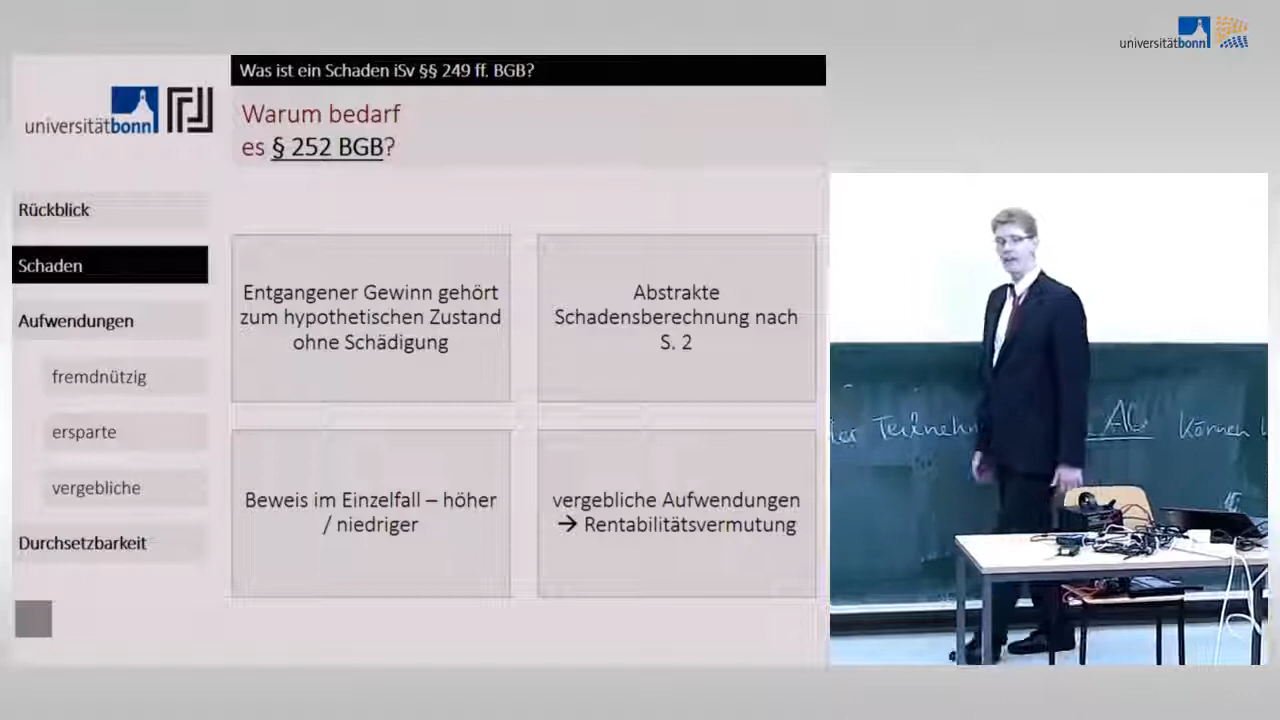 universitätbonn
Was ist ein Schaden iSv §§ 249 ff. BGB?
universitätbonn
Warum bedarf
es § 252 BGB?
Rückblick
Schaden
Aufwendungen
fremdnützig
ersparte
vergebliche
Durchsetzbarkeit
Entgangener Gewinn gehört
zum hypothetischen Zustand
ohne Schädigung
Abstrakte
Schadensberechnung nach
S. 2
Beweis im Einzelfall – höher
/ niedriger
vergebliche Aufwendungen
→ Rentabilitätsvermutung
AG Können